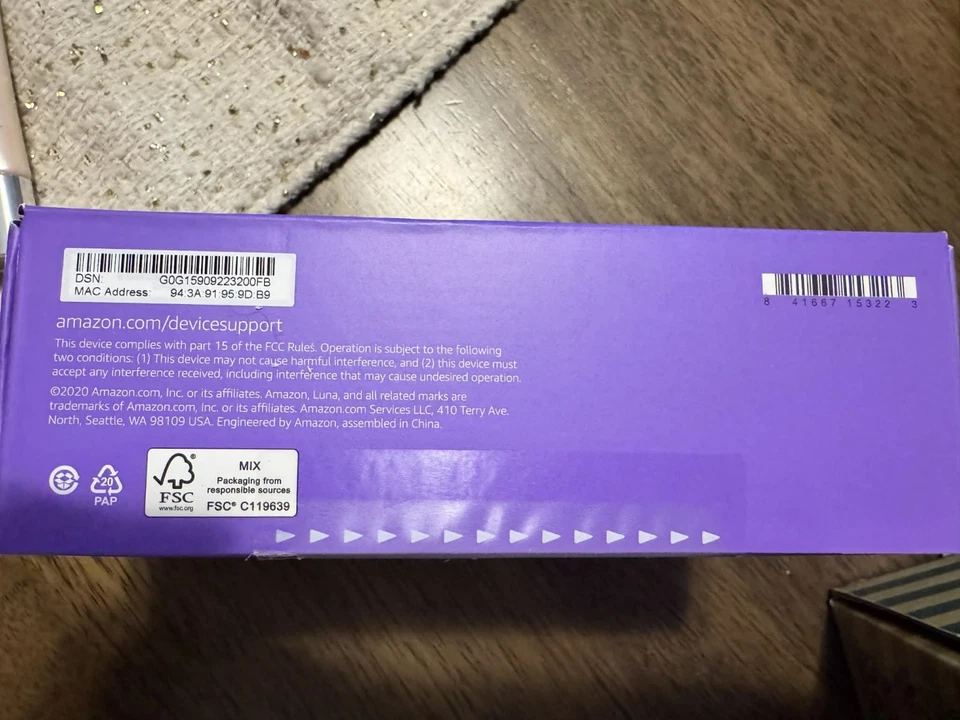 DSN: G0G15909223200FB
MAC Address: 94:3A:91:95:9D:B9
8 41667 15322 3
amazon.com/devicesupport
This device complies with part 15 of the FCC Rules. Operation is subject to the following
two conditions: (1) This device may not cause harmful interference, and (2) this device must
accept any interference received, including interference that may cause undesired operation.
©2020 Amazon.com, Inc. or its affiliates. Amazon, Luna, and all related marks are
trademarks of Amazon.com, Inc. or its affiliates. Amazon.com Services LLC, 410 Terry Ave.
North, Seattle, WA 98109 USA. Engineered by Amazon, assembled in China.
20
PAP
FSC®
www.fsc.org
MIX
Packaging from
responsible sources
FSC® C119639